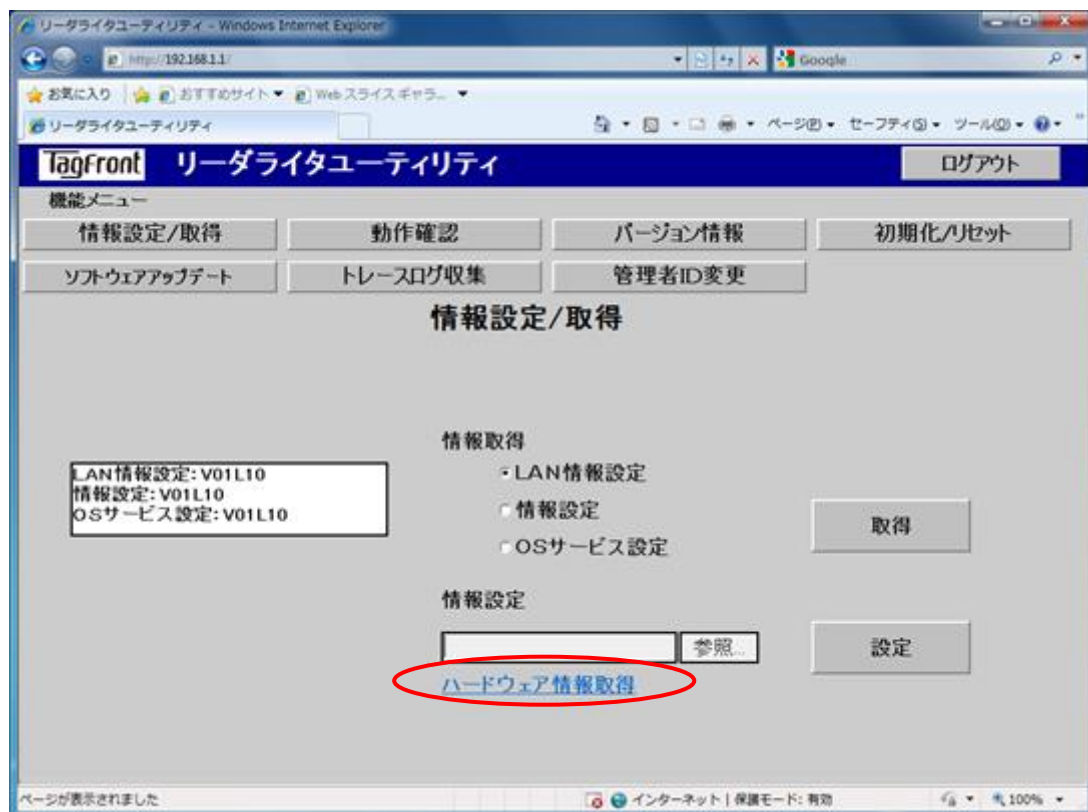 リーダライタユーティリティ - Windows Internet Explorer
http://192.168.1.1/
Google
お気に入り おすすめサイト Web スライス ギャラ...
リーダライタユーティリティ
ページ(P) セーフティ(S) ツール(O)
TagFront リーダライタユーティリティ ログアウト
機能メニュー
情報設定/取得 動作確認 バージョン情報 初期化/リセット
ソフトウェアアップデート トレースログ収集 管理者ID変更
情報設定/取得
情報取得
LAN情報設定: V01L10
情報設定: V01L10
OSサービス設定: V01L10
LAN情報設定
情報設定
OSサービス設定
取得
情報設定
参照...
設定
ハードウェア情報取得
ページが表示されました インターネット | 保護モード: 有効 100%